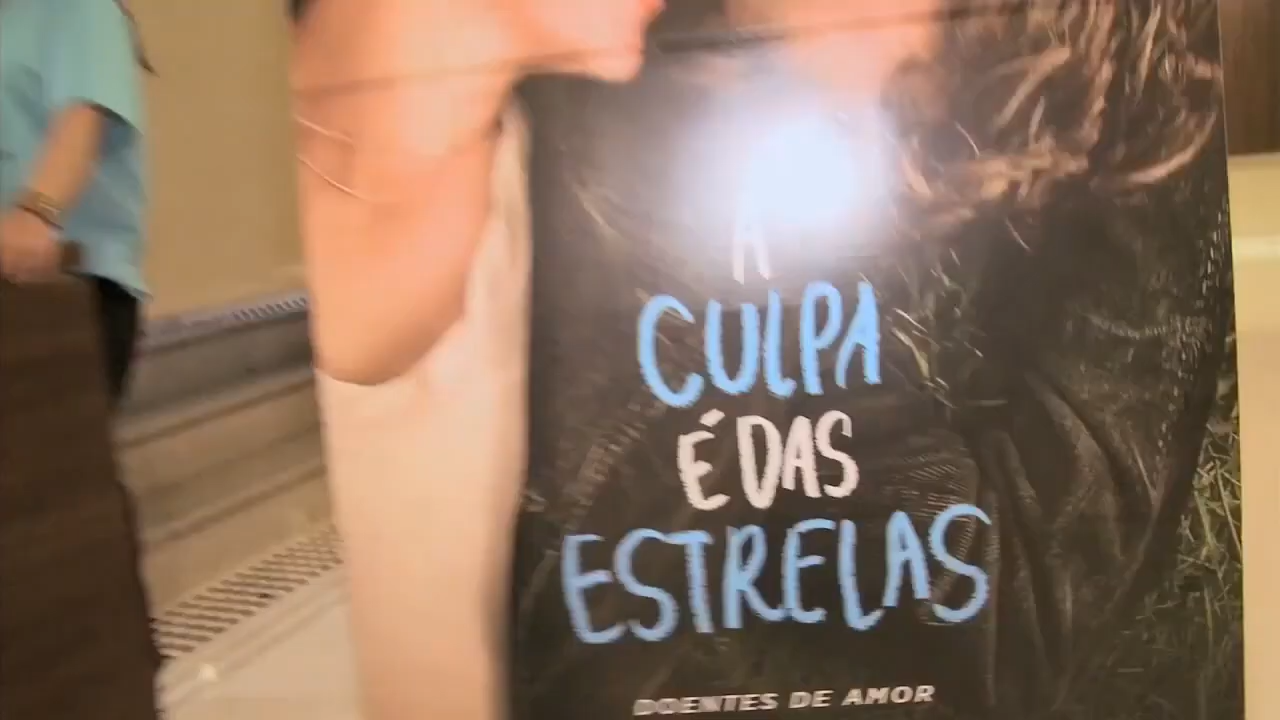 A
CULPA
É DAS
ESTRELAS
DOENTES DE AMOR